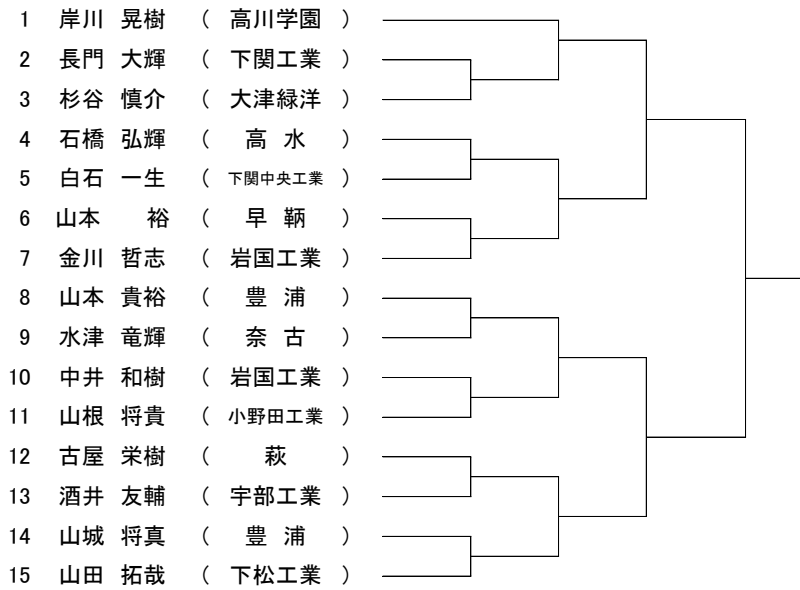 1 岸川 晃樹 ( 高川学園 )
2 長門 大輝 ( 下関工業 )
3 杉谷 慎介 ( 大津緑洋 )
4 石橋 弘輝 ( 高 水 )
5 白石 一生 ( 下関中央工業 )
6 山本 裕 ( 早 鞆 )
7 金川 哲志 ( 岩国工業 )
8 山本 貴裕 ( 豊 浦 )
9 水津 竜輝 ( 奈 古 )
10 中井 和樹 ( 岩国工業 )
11 山根 将貴 ( 小野田工業 )
12 古屋 栄樹 ( 萩 )
13 酒井 友輔 ( 宇部工業 )
14 山城 将真 ( 豊 浦 )
15 山田 拓哉 ( 下松工業 )